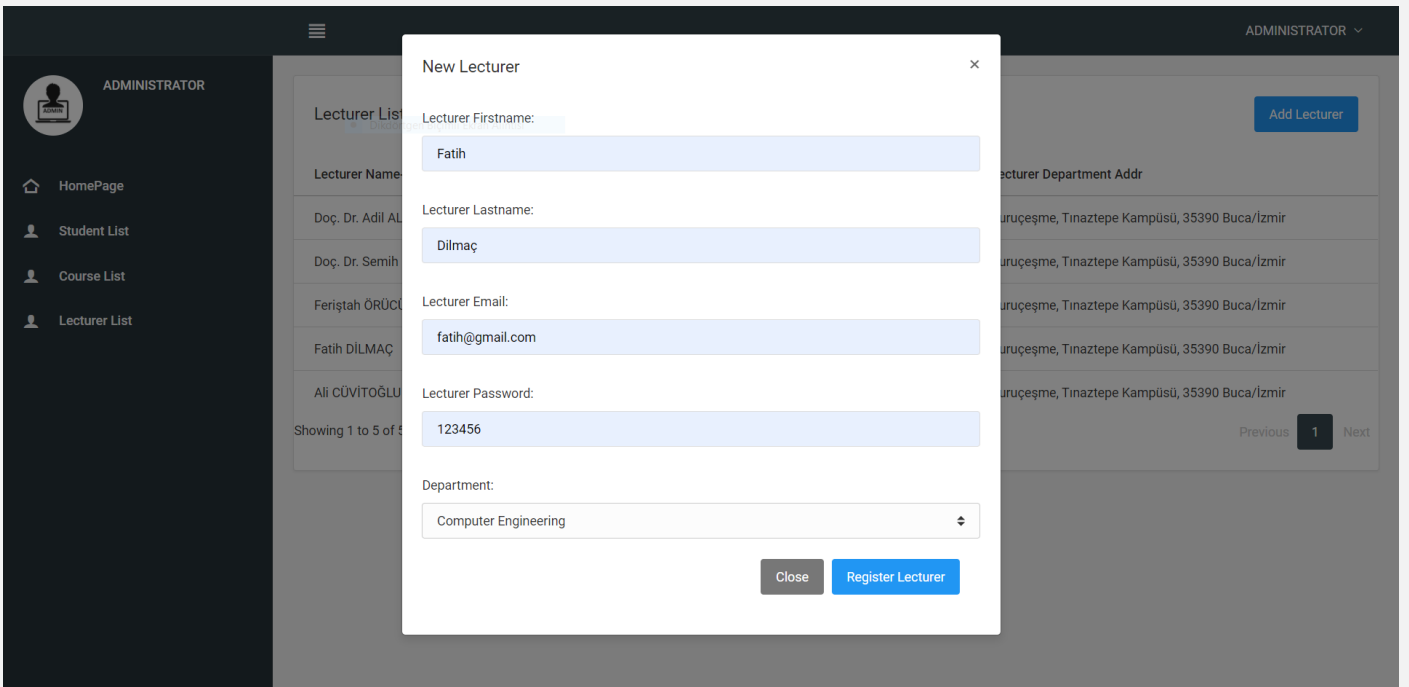 ADMINISTRATOR
ADMINISTRATOR
ADMIN
HomePage
Student List
Course List
Lecturer List
Lecturer List
Add Lecturer
Lecturer Name
ecturer Department Addr
Doç. Dr. Adil AL
uruçeşme, Tınaztepe Kampüsü, 35390 Buca/İzmir
Doç. Dr. Semih
uruçeşme, Tınaztepe Kampüsü, 35390 Buca/İzmir
Feriştah ÖRÜCÜ
uruçeşme, Tınaztepe Kampüsü, 35390 Buca/İzmir
Fatih DİLMAÇ
uruçeşme, Tınaztepe Kampüsü, 35390 Buca/İzmir
Ali CÜVİTOĞLU
uruçeşme, Tınaztepe Kampüsü, 35390 Buca/İzmir
Showing 1 to 5 of 5
Previous 1 Next
New Lecturer ×
Lecturer Firstname:
Fatih
Lecturer Lastname:
Dilmaç
Lecturer Email:
fatih@gmail.com
Lecturer Password:
123456
Department:
Computer Engineering
Close Register Lecturer